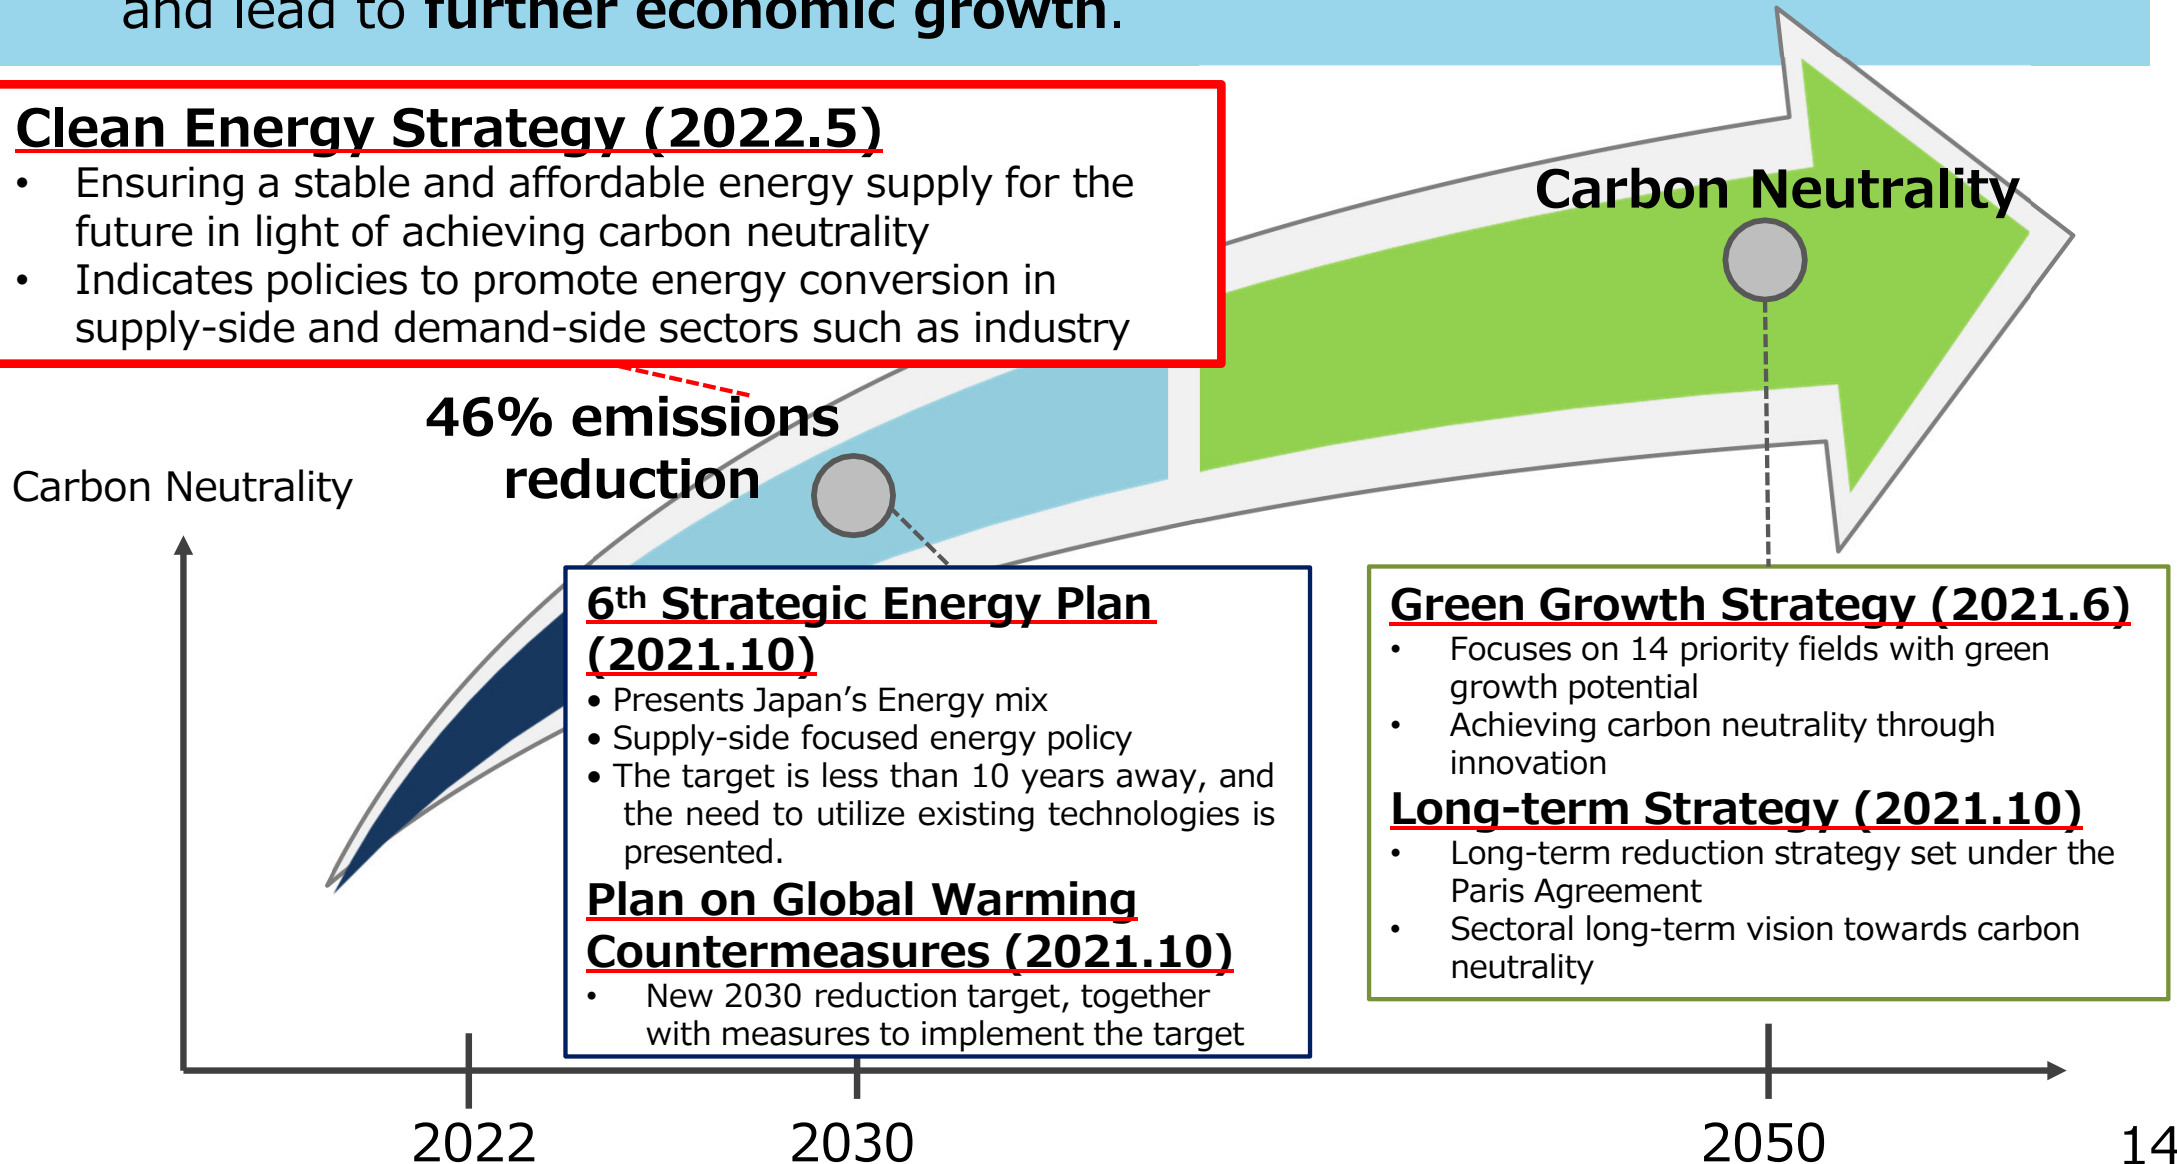 and lead to further economic growth.
Clean Energy Strategy (2022.5)
• Ensuring a stable and affordable energy supply for the
future in light of achieving carbon neutrality
• Indicates policies to promote energy conversion in
supply-side and demand-side sectors such as industry
Carbon Neutrality
46% emissions
reduction
Carbon Neutrality
6th Strategic Energy Plan
(2021.10)
• Presents Japan’s Energy mix
• Supply-side focused energy policy
• The target is less than 10 years away, and
the need to utilize existing technologies is
presented.
Plan on Global Warming
Countermeasures (2021.10)
• New 2030 reduction target, together
with measures to implement the target
Green Growth Strategy (2021.6)
• Focuses on 14 priority fields with green
growth potential
• Achieving carbon neutrality through
innovation
Long-term Strategy (2021.10)
• Long-term reduction strategy set under the
Paris Agreement
• Sectoral long-term vision towards carbon
neutrality
2022
2030
2050
14